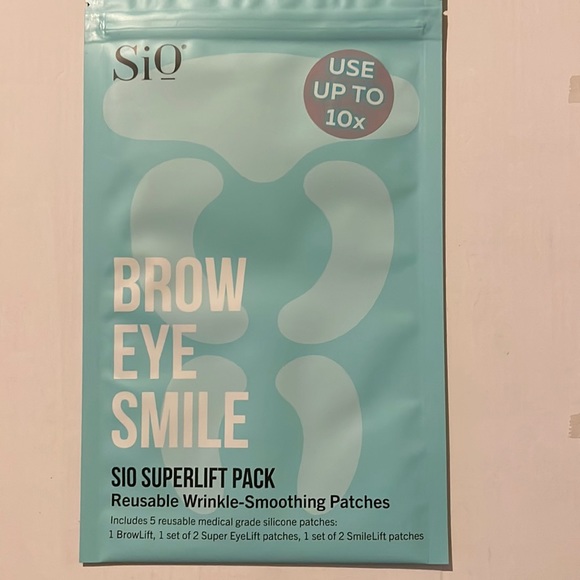 SiO®
USE
UP TO
10x
BROW
EYE
SMILE
SIO SUPERLIFT PACK
Reusable Wrinkle-Smoothing Patches
Includes 5 reusable medical grade silicone patches:
1 BrowLift, 1 set of 2 Super EyeLift patches, 1 set of 2 SmileLift patches